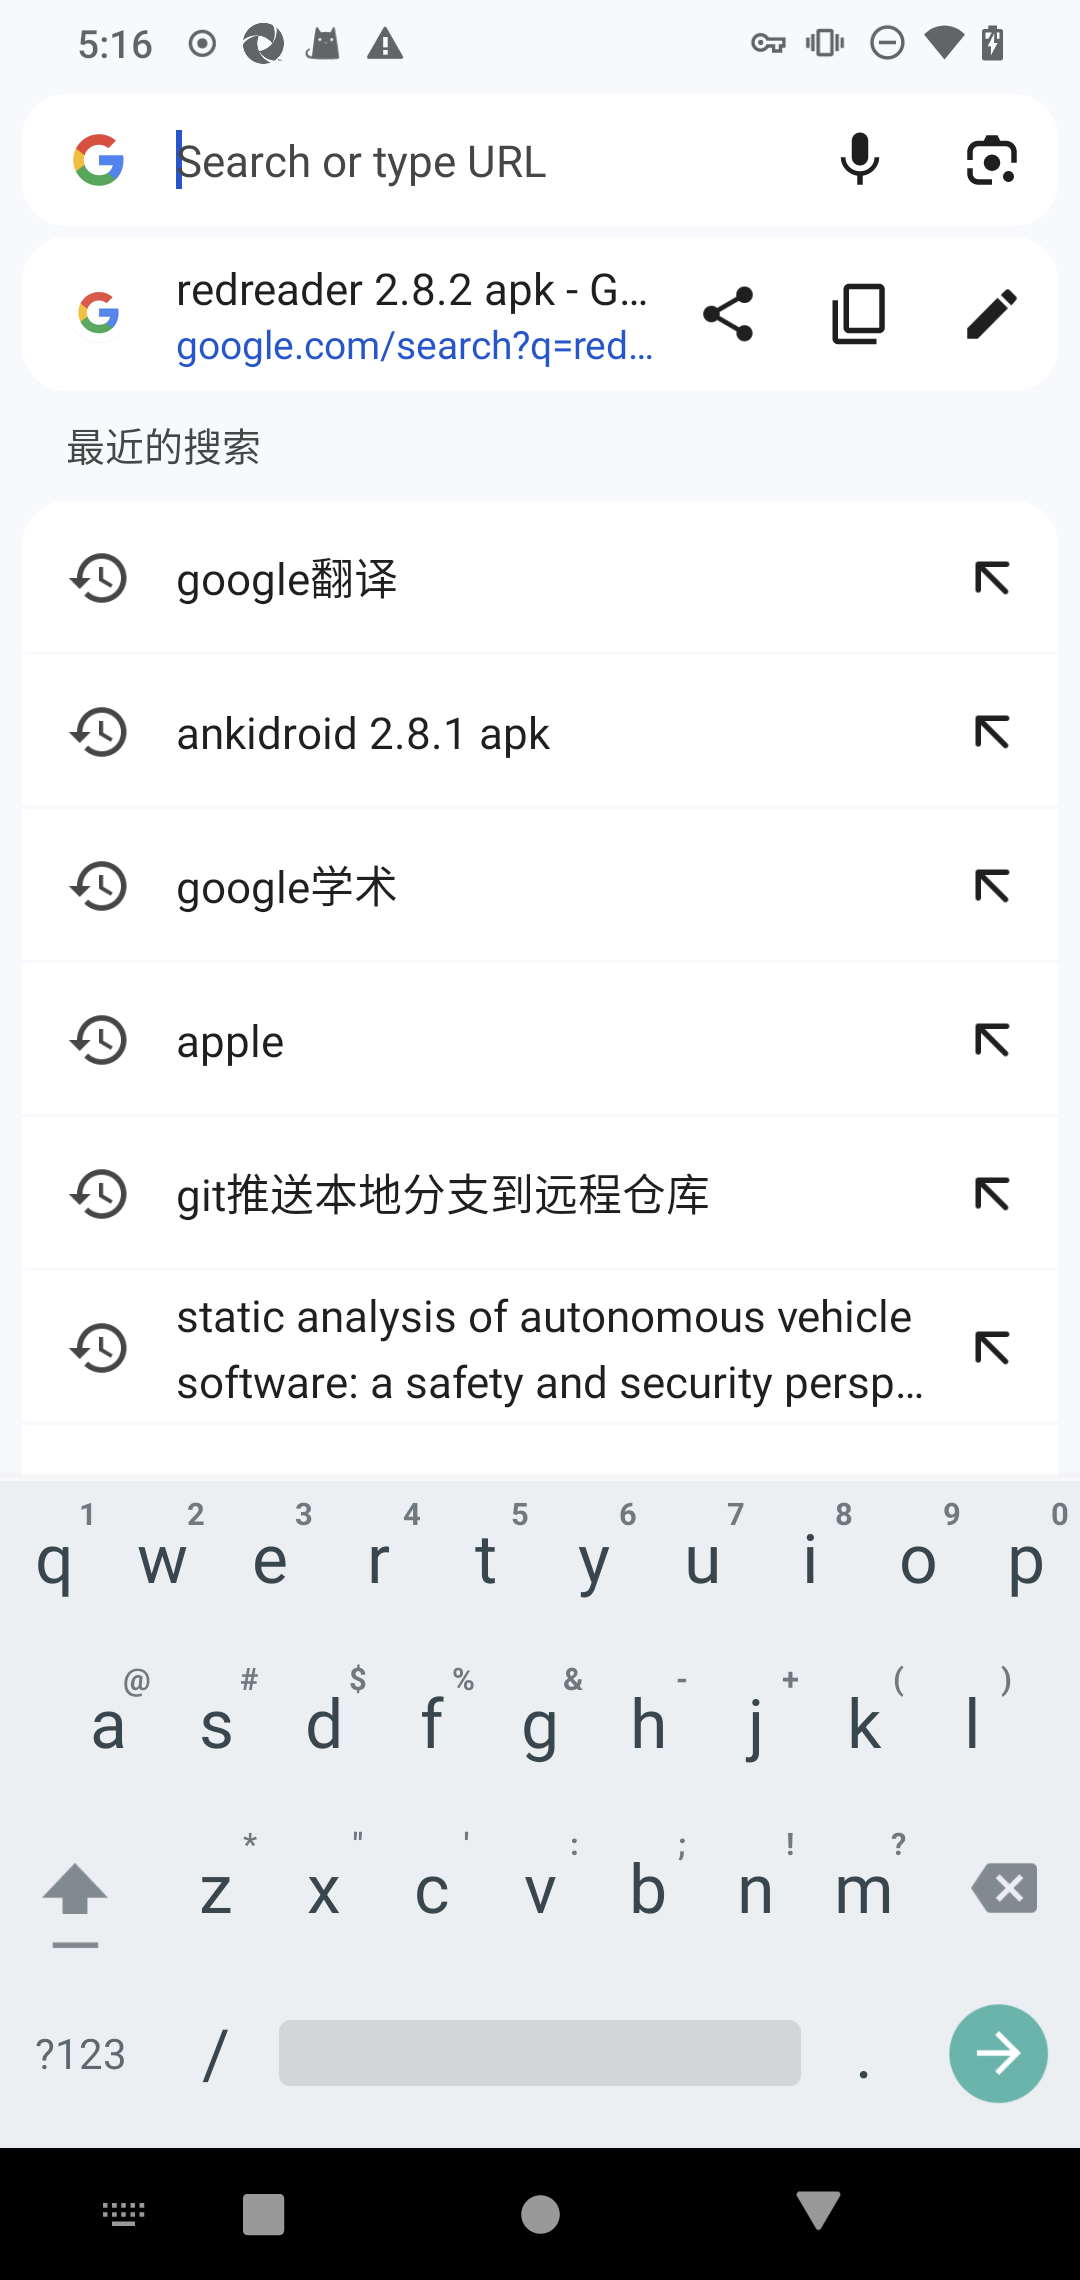 5:16
Search or type URL
redreader 2.8.2 apk - G...
google.com/search?q=red...
最近的搜索
google翻译
ankidroid 2.8.1 apk
google学术
apple
git推送本地分支到远程仓库
static analysis of autonomous vehicle
software: a safety and security persp...
1 2 3 4 5 6 7 8 9 0
q w e r t y u i o p
@ # $ % & - + ( )
a s d f g h j k l
* " ' : ; ! ?
z x c v b n m
?123 / .